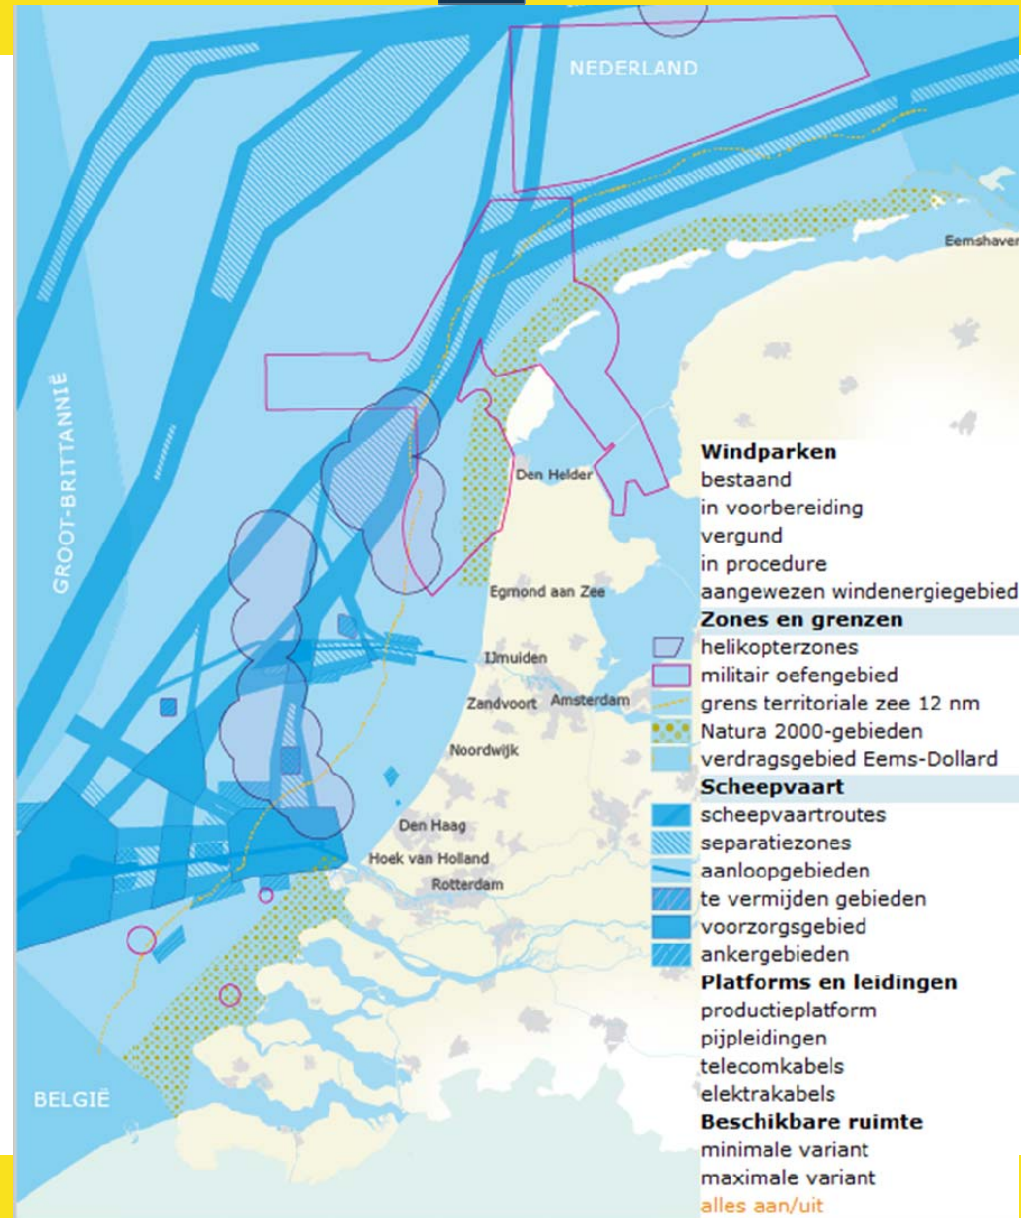 NEDERLAND
Eemshaven
GROOT-BRITTANNIË
Den Helder
Egmond aan Zee
IJmuiden
Zandvoort
Amsterdam
Noordwijk
Den Haag
Hoek van Holland
Rotterdam
BELGIË
Windparken
bestaand
in voorbereiding
vergund
in procedure
aangewezen windenergiegebied
Zones en grenzen
helikopterzones
militair oefengebied
grens territoriale zee 12 nm
Natura 2000-gebieden
verdragsgebied Eems-Dollard
Scheepvaart
scheepvaartroutes
separatiezones
aanloopgebieden
te vermijden gebieden
voorzorgsgebied
ankergebieden
Platforms en leidingen
productieplatform
pijpleidingen
telecomkabels
elektrakabels
Beschikbare ruimte
minimale variant
maximale variant
alles aan/uit